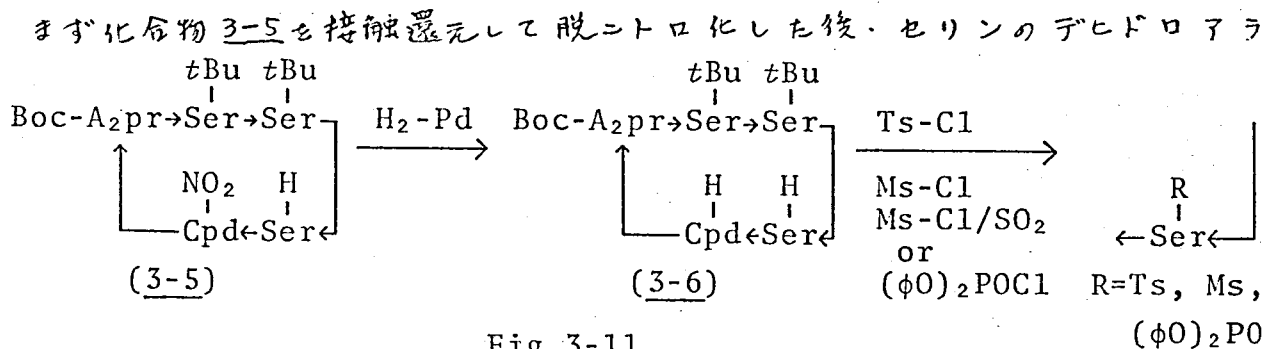 まず化合物 3-5 を接触還元して脱ニトロ化した後・セリンのデヒドロアラ
tBu tBu tBu tBu
Boc-A₂pr→Ser→Ser H₂-Pd Boc-A₂pr→Ser→Ser Ts-Cl
NO₂ H H H Ms-Cl R
Cpd←Ser← Cpd←Ser← Ms-Cl/SO₂ ←Ser←
(3-5) (3-6) or R=Ts, Ms,
(φO)₂POCl (φO)₂PO
Fig 3-11